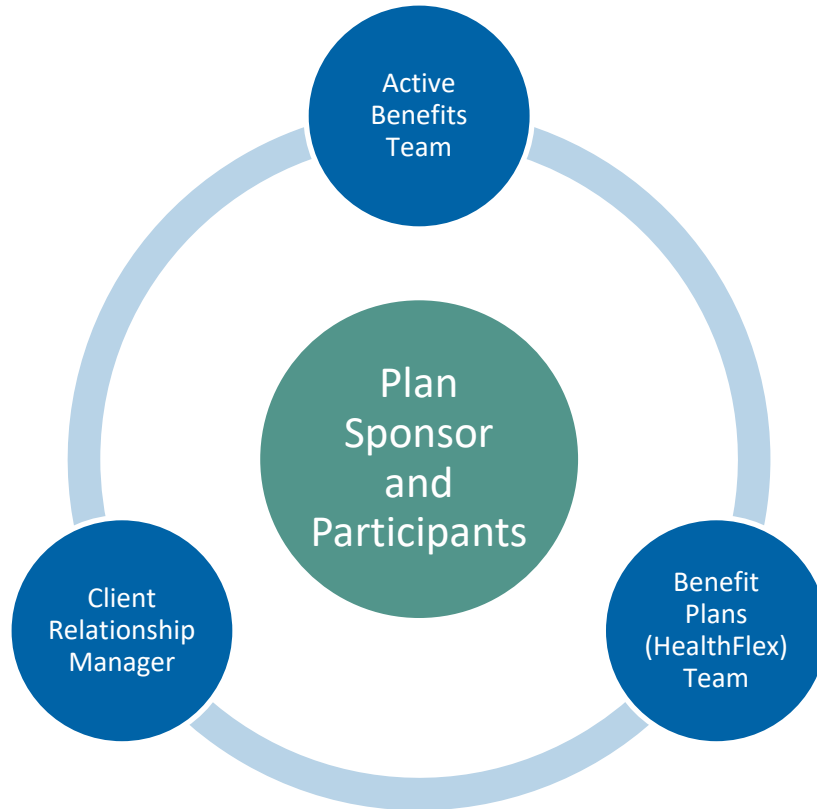 Active
Benefits
Team
Plan
Sponsor
and
Participants
Client
Relationship
Manager
Benefit
Plans
(HealthFlex)
Team